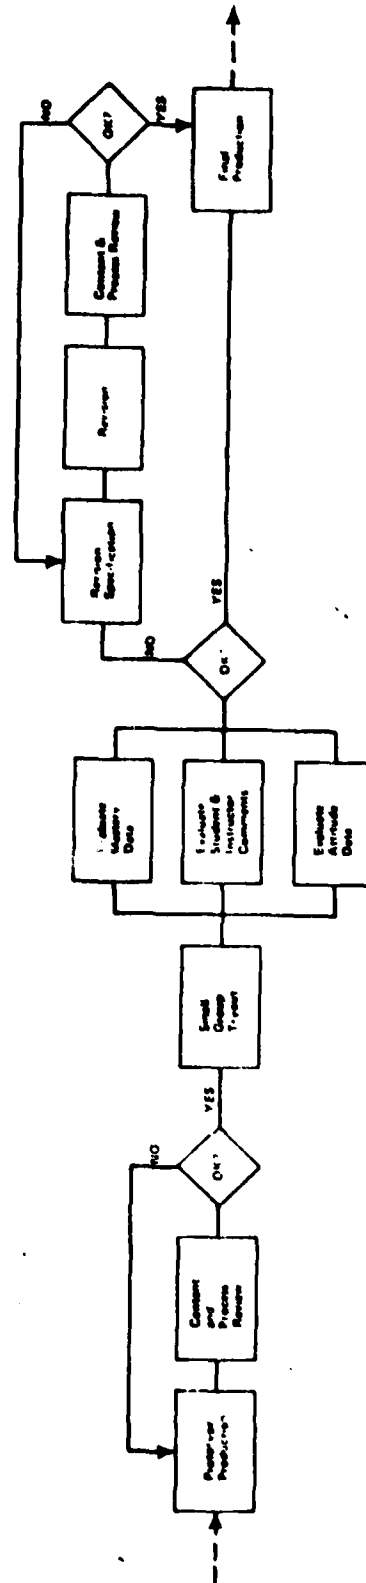 Production
Content
and
Process
Review
OK?
NO
YES
Small
Group
Tryout
Evaluate
Mastery
Data
Evaluate
Student &
Instructor
Comments
Evaluate
Attitude
Data
OK?
NO
YES
Revision
Specification
Revision
Content &
Process Review
OK?
NO
YES
Final
Production